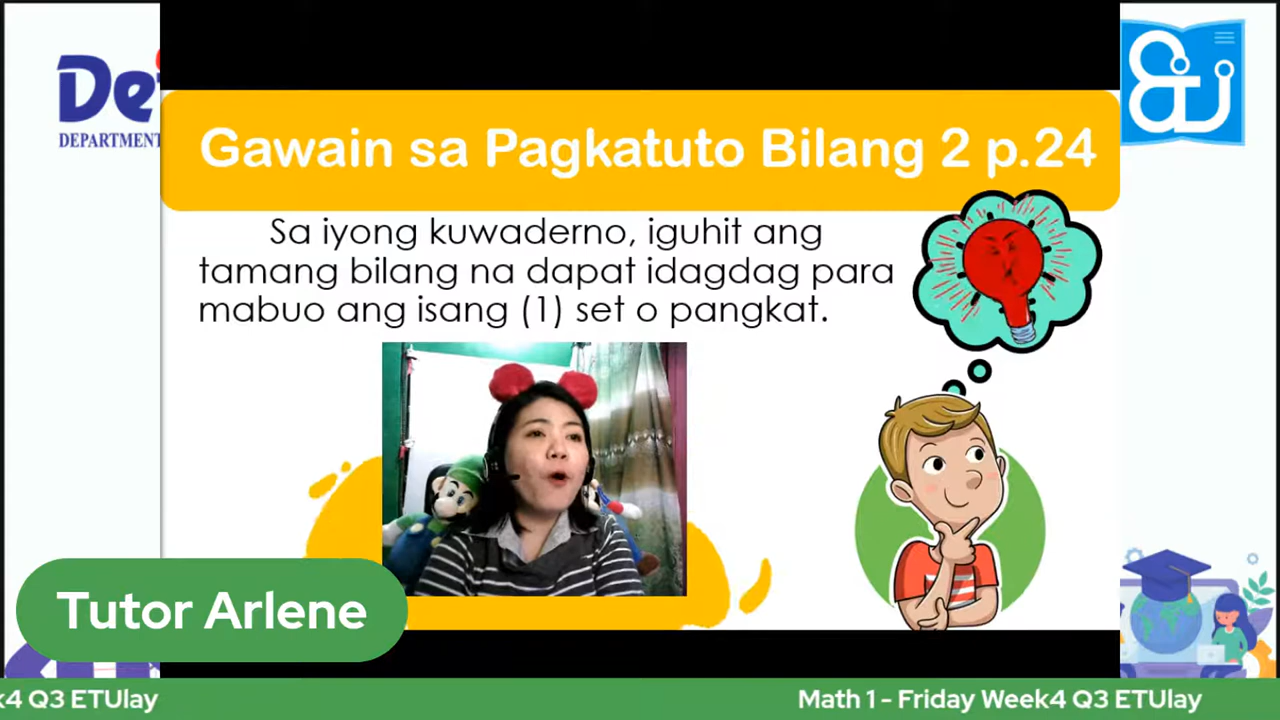 De
DEPARTMENT
Gawain sa Pagkatuto Bilang 2 p.24
Sa iyong kuwaderno, iguhit ang
tamang bilang na dapat idagdag para
mabuo ang isang (1) set o pangkat.
Tutor Arlene
k4 Q3 ETUlay
Math 1 - Friday Week4 Q3 ETUlay